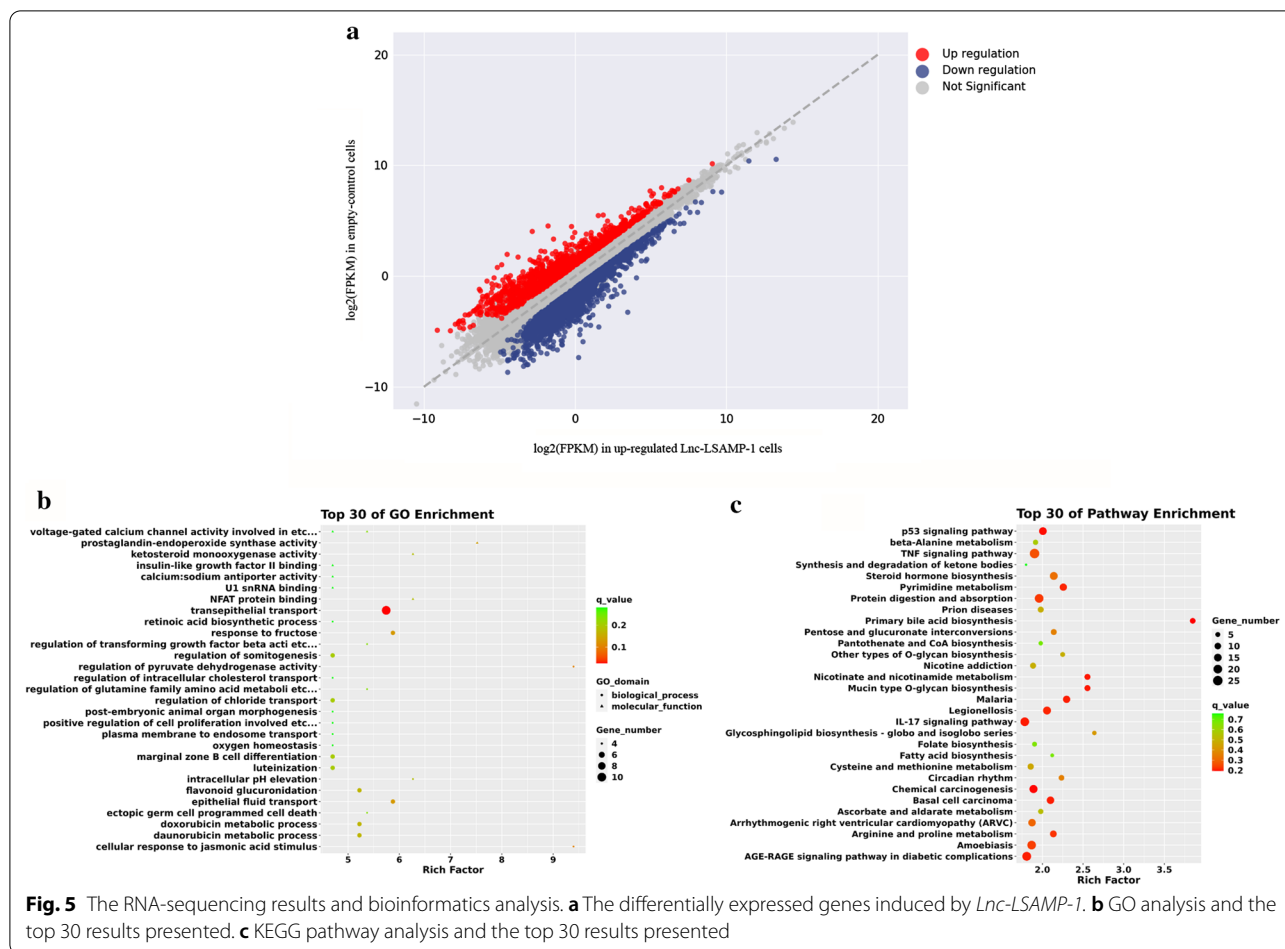 a
20
10
0
−10
−10
0
10
20
log2(FPKM) in empty-comtrol cells
log2(FPKM) in up-regulated Lnc-LSAMP-1 cells
Up regulation
Down regulation
Not Significant
b
Top 30 of GO Enrichment
voltage-gated calcium channel activity involved in etc...
prostaglandin-endoperoxide synthase activity
ketosteroid monooxygenase activity
insulin-like growth factor II binding
calcium:sodium antiporter activity
U1 snRNA binding
NFAT protein binding
transepithelial transport
retinoic acid biosynthetic process
response to fructose
regulation of transforming growth factor beta acti etc...
regulation of somitogenesis
regulation of pyruvate dehydrogenase activity
regulation of intracellular cholesterol transport
regulation of glutamine family amino acid metaboli etc...
regulation of chloride transport
post-embryonic animal organ morphogenesis
positive regulation of cell proliferation involved etc...
plasma membrane to endosome transport
oxygen homeostasis
marginal zone B cell differentiation
luteinization
intracellular pH elevation
flavonoid glucuronidation
epithelial fluid transport
ectopic germ cell programmed cell death
doxorubicin metabolic process
daunorubicin metabolic process
cellular response to jasmonic acid stimulus
5
6
7
8
9
Rich Factor
q_value
0.2
0.1
GO_domain
biological_process
molecular_function
Gene_number
4
6
8
10
c
Top 30 of Pathway Enrichment
p53 signaling pathway
beta-Alanine metabolism
TNF signaling pathway
Synthesis and degradation of ketone bodies
Steroid hormone biosynthesis
Pyrimidine metabolism
Protein digestion and absorption
Prion diseases
Primary bile acid biosynthesis
Pentose and glucuronate interconversions
Pantothenate and CoA biosynthesis
Other types of O-glycan biosynthesis
Nicotine addiction
Nicotinate and nicotinamide metabolism
Mucin type O-glycan biosynthesis
Malaria
Legionellosis
IL-17 signaling pathway
Glycosphingolipid biosynthesis - globo and isoglobo series
Folate biosynthesis
Fatty acid biosynthesis
Cysteine and methionine metabolism
Circadian rhythm
Chemical carcinogenesis
Basal cell carcinoma
Ascorbate and aldarate metabolism
Arrhythmogenic right ventricular cardiomyopathy (ARVC)
Arginine and proline metabolism
Amoebiasis
AGE-RAGE signaling pathway in diabetic complications
2.0
2.5
3.0
3.5
Rich Factor
Gene_number
5
10
15
20
25
q_value
0.7
0.6
0.5
0.4
0.3
0.2
Fig. 5 The RNA-sequencing results and bioinformatics analysis. a The differentially expressed genes induced by Lnc-LSAMP-1. b GO analysis and the
top 30 results presented. c KEGG pathway analysis and the top 30 results presented